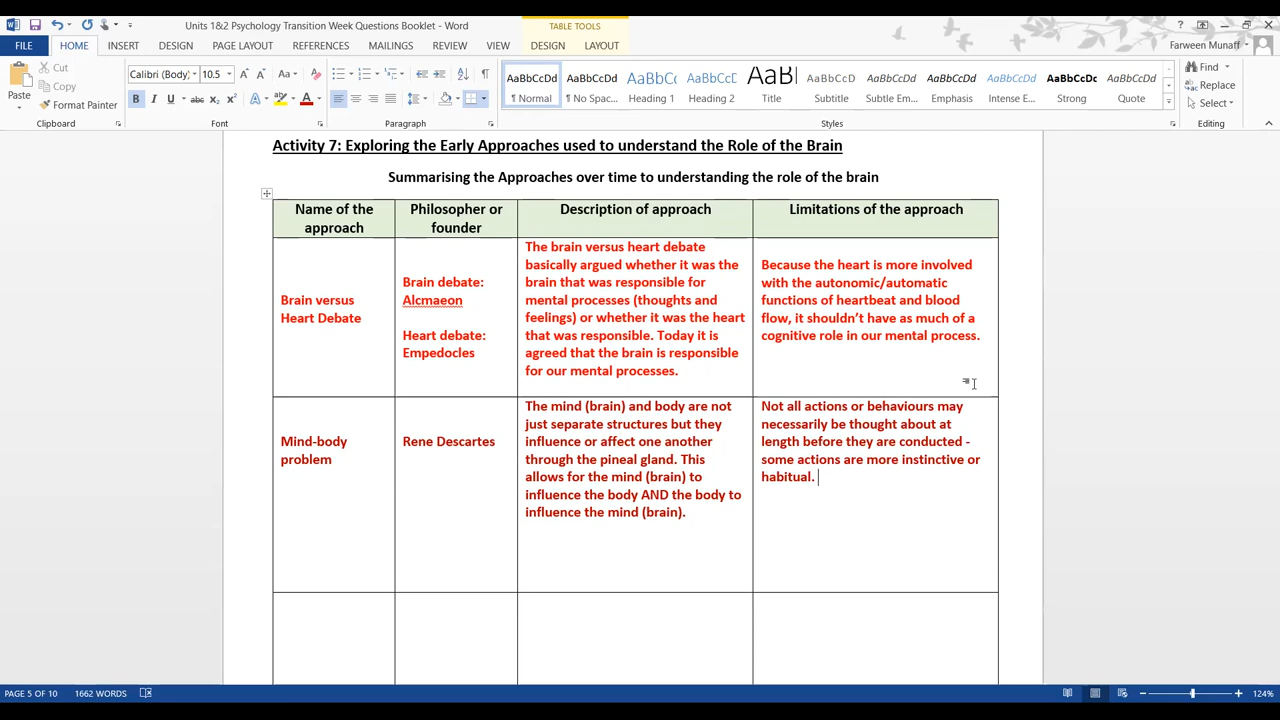 Units 1&2 Psychology Transition Week Questions Booklet - Word
TABLE TOOLS
FILE
HOME
INSERT
DESIGN
PAGE LAYOUT
REFERENCES
MAILINGS
REVIEW
VIEW
DESIGN
LAYOUT
Farween Munaff
Paste
Cut
Copy
Format Painter
Clipboard
Calibri (Body)
10.5
Font
Paragraph
AaBbCcDd
¶ Normal
AaBbCcDd
¶ No Spac...
AaBbCc
Heading 1
AaBbCcD
Heading 2
AaBl
Title
AaBbCcD
Subtitle
AaBbCcDd
Subtle Em...
AaBbCcDd
Emphasis
AaBbCcDd
Intense E...
AaBbCcDc
Strong
AaBbCcDd
Quote
Styles
Find
Replace
Select
Editing
Activity 7: Exploring the Early Approaches used to understand the Role of the Brain
Summarising the Approaches over time to understanding the role of the brain
Name of the
approach
Philosopher or
founder
Description of approach
Limitations of the approach
Brain versus
Heart Debate
Brain debate:
Alcmaeon
Heart debate:
Empedocles
The brain versus heart debate
basically argued whether it was the
brain that was responsible for
mental processes (thoughts and
feelings) or whether it was the heart
that was responsible. Today it is
agreed that the brain is responsible
for our mental processes.
Because the heart is more involved
with the autonomic/automatic
functions of heartbeat and blood
flow, it shouldn't have as much of a
cognitive role in our mental process.
Mind-body
problem
Rene Descartes
The mind (brain) and body are not
just separate structures but they
influence or affect one another
through the pineal gland. This
allows for the mind (brain) to
influence the body AND the body to
influence the mind (brain).
Not all actions or behaviours may
necessarily be thought about at
length before they are conducted -
some actions are more instinctive or
habitual.
PAGE 5 OF 10
1662 WORDS
124%